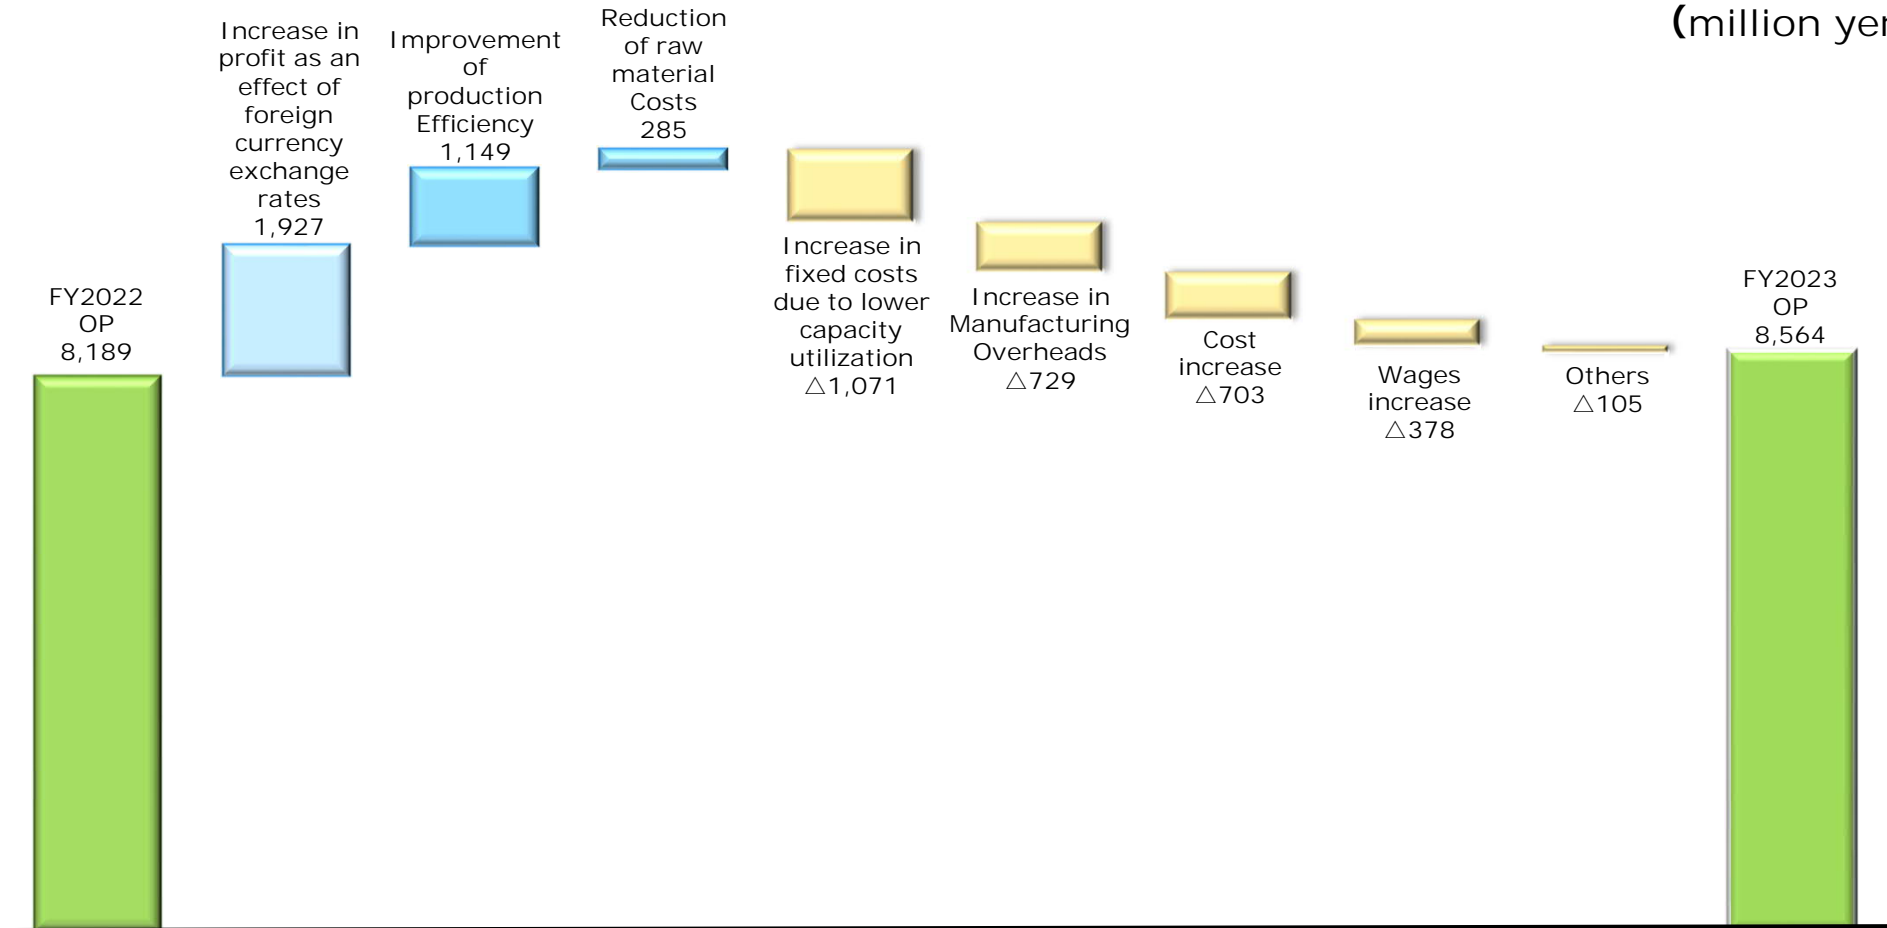 (million yen
Increase in
profit as an
effect of
foreign
currency
exchange
rates
1,927
Improvement
of
production
Efficiency
1,149
Reduction
of raw
material
Costs
285
FY2022
OP
8,189
Increase in
fixed costs
due to lower
capacity
utilization
△1,071
Increase in
Manufacturing
Overheads
△729
Cost
increase
△703
Wages
increase
△378
Others
△105
FY2023
OP
8,564